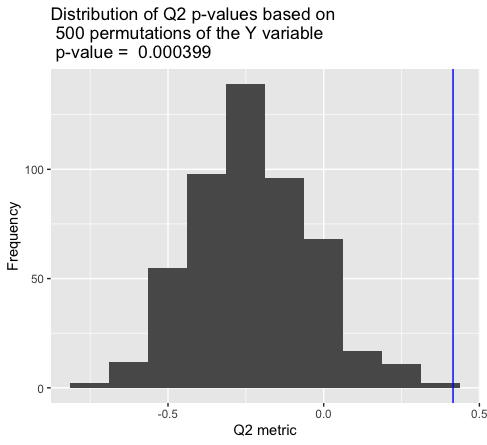 Distribution of Q2 p-values based on
500 permutations of the Y variable
p-value = 0.000399
Frequency
100
50
0
-0.5
0.0
0.5
Q2 metric